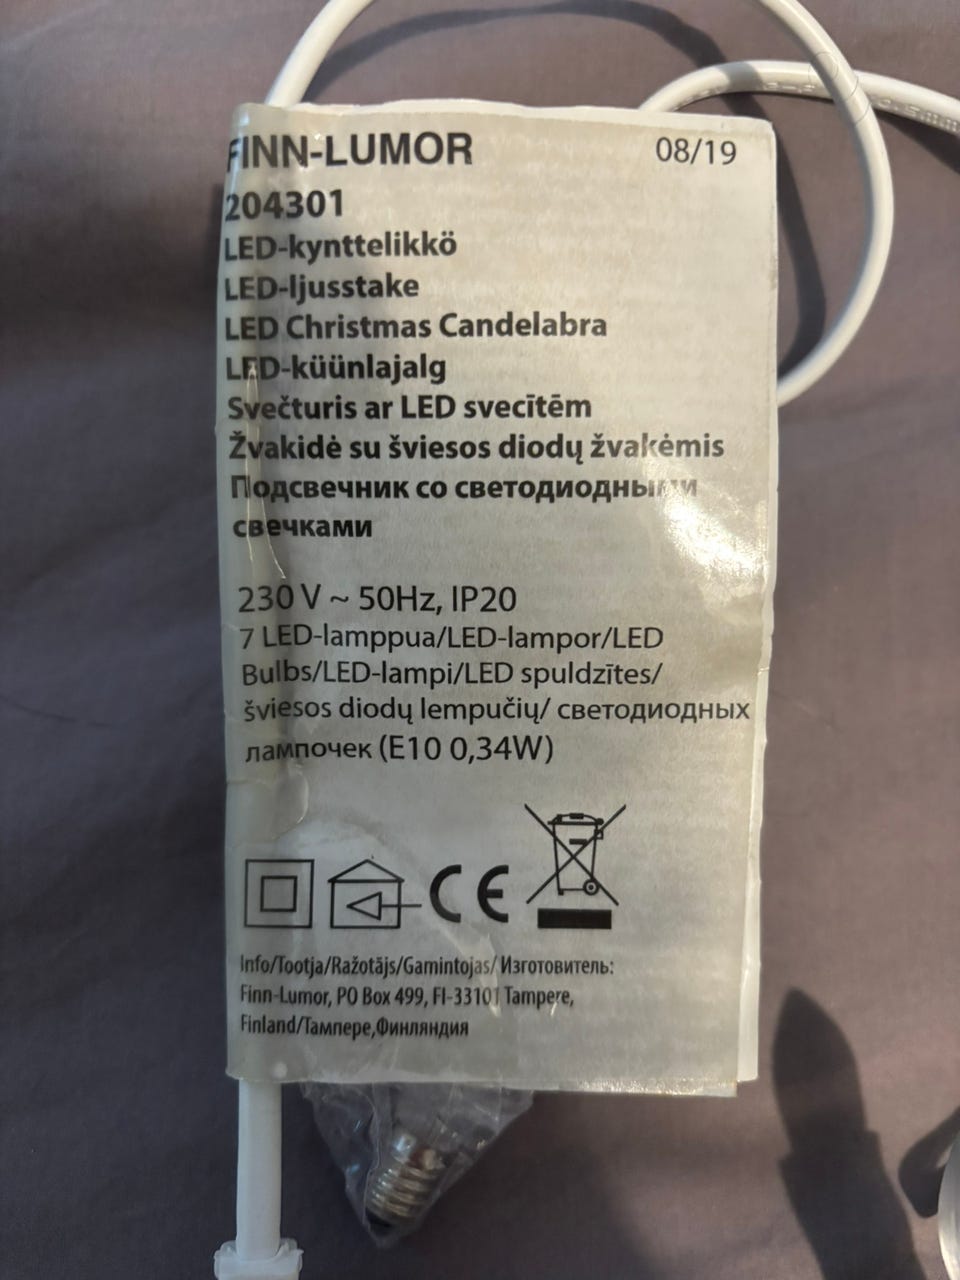 FINN-LUMOR 08/19
204301
LED-kynttelikkö
LED-ljusstake
LED Christmas Candelabra
LED-küünlajalg
Svečturis ar LED svecītēm
Žvakidė su šviesos diodų žvakėmis
Подсвечник со светодиодными
свечками
230 V ~ 50Hz, IP20
7 LED-lamppua/LED-lampor/LED
Bulbs/LED-lampi/LED spuldzītes/
šviesos diodų lempučių/ светодиодных
лампочек (E10 0,34W)
CE
Info/Tootja/Ražotājs/Gamintojas/ Изготовитель:
Finn-Lumor, PO Box 499, FI-33101 Tampere,
Finland/Тампере,Финляндия